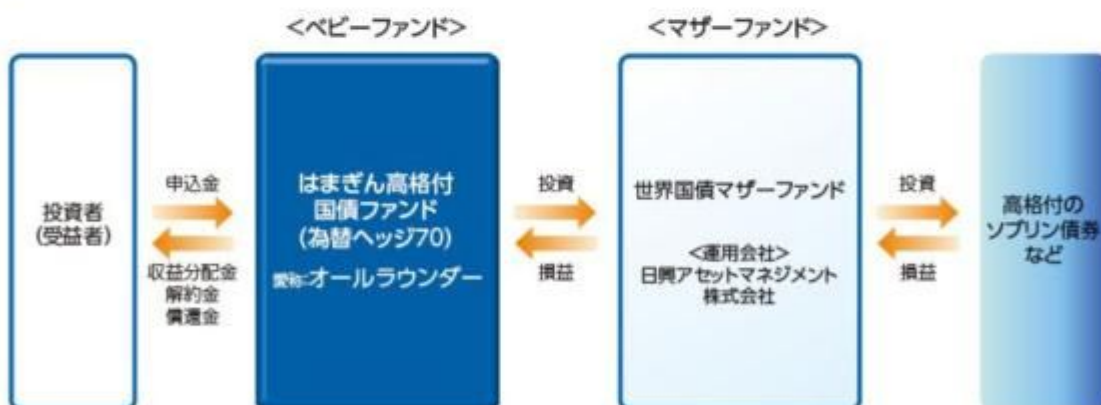 <ベビーファンド>
<マザーファンド>
投資者
(受益者)
申込金
収益分配金
解約金
償還金
はまぎん高格付
国債ファンド
(為替ヘッジ70)
愛称:オールラウンダー
投資
損益
世界国債マザーファンド
<運用会社>
日興アセットマネジメント
株式会社
投資
損益
高格付の
ソブリン債券
など